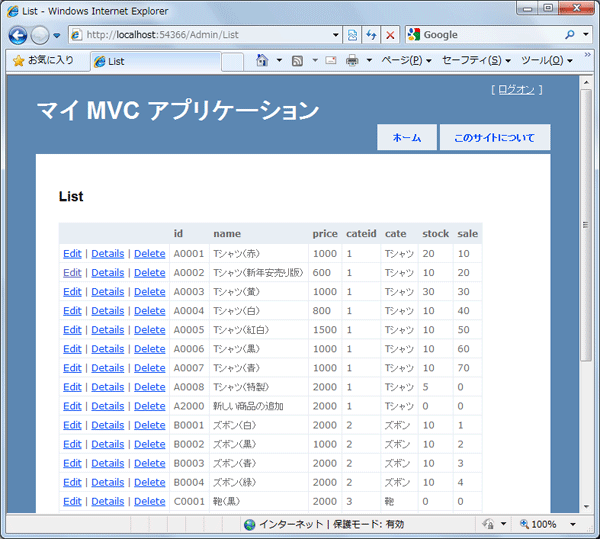 List - Windows Internet Explorer
http://localhost:54366/Admin/List
Google
お気に入り
List
ページ(P)
セーフティ(S)
ツール(O)
[ ログオン ]
マイ MVC アプリケーション
ホーム
このサイトについて
List
id name price cateid cate stock sale
Edit | Details | Delete A0001 Tシャツ(赤) 1000 1 Tシャツ 20 10
Edit | Details | Delete A0002 Tシャツ(新年安売り版) 600 1 Tシャツ 10 20
Edit | Details | Delete A0003 Tシャツ(黄) 1000 1 Tシャツ 30 30
Edit | Details | Delete A0004 Tシャツ(白) 800 1 Tシャツ 10 40
Edit | Details | Delete A0005 Tシャツ(紅白) 1500 1 Tシャツ 10 50
Edit | Details | Delete A0006 Tシャツ(黒) 1000 1 Tシャツ 10 60
Edit | Details | Delete A0007 Tシャツ(青) 1000 1 Tシャツ 10 70
Edit | Details | Delete A0008 Tシャツ(特製) 2000 1 Tシャツ 5 0
Edit | Details | Delete A2000 新しい商品の追加 2000 1 Tシャツ 0 0
Edit | Details | Delete B0001 ズボン(白) 2000 2 ズボン 10 1
Edit | Details | Delete B0002 ズボン(黒) 1000 2 ズボン 10 2
Edit | Details | Delete B0003 ズボン(青) 2000 2 ズボン 10 3
Edit | Details | Delete B0004 ズボン(緑) 2000 2 ズボン 10 4
Edit | Details | Delete C0001 鞄(黒) 2000 3 鞄 0 0
インターネット | 保護モード: 有効
100%